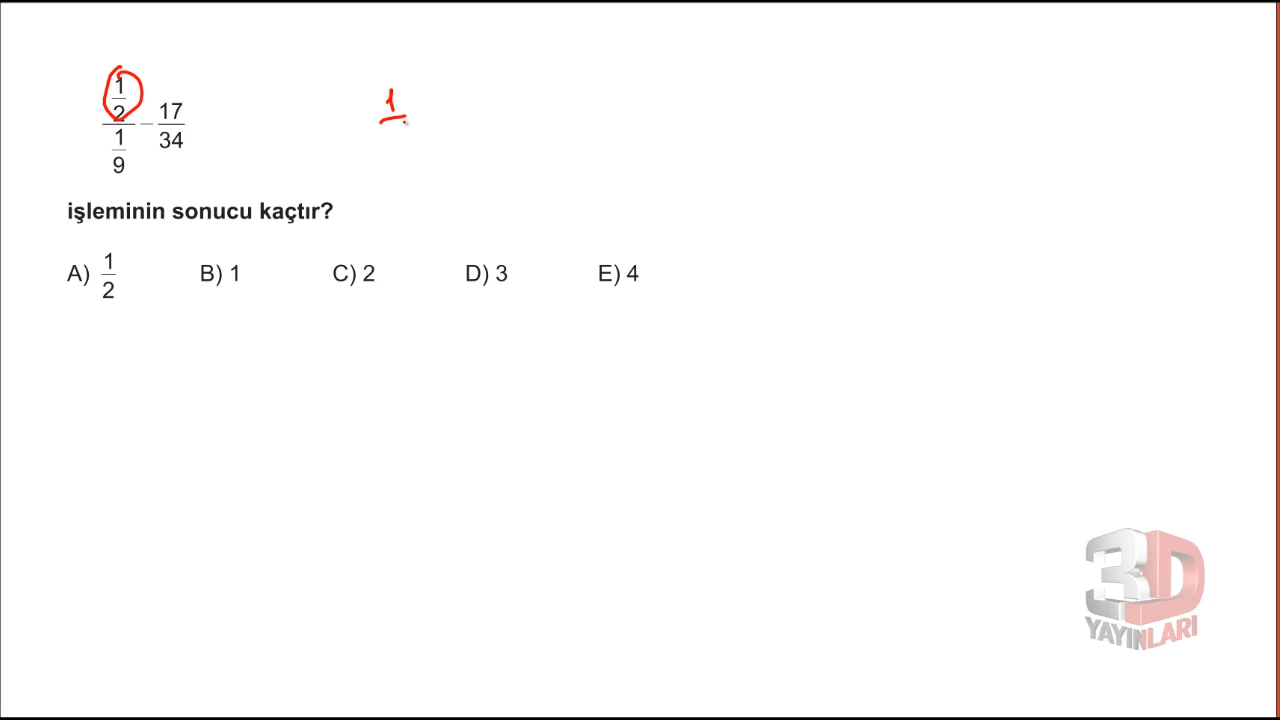 1/2 / 1/9 − 17/34 1
işleminin sonucu kaçtır?
A) 1/2 B) 1 C) 2 D) 3 E) 4
3D
YAYINLARI